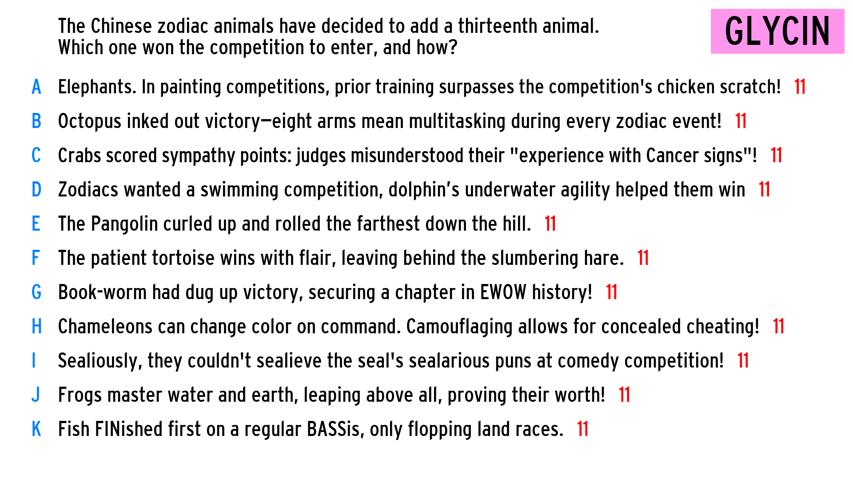 The Chinese zodiac animals have decided to add a thirteenth animal.
Which one won the competition to enter, and how?
GLYCIN
A Elephants. In painting competitions, prior training surpasses the competition's chicken scratch! 11
B Octopus inked out victory—eight arms mean multitasking during every zodiac event! 11
C Crabs scored sympathy points: judges misunderstood their "experience with Cancer signs"! 11
D Zodiacs wanted a swimming competition, dolphin's underwater agility helped them win 11
E The Pangolin curled up and rolled the farthest down the hill. 11
F The patient tortoise wins with flair, leaving behind the slumbering hare. 11
G Book-worm had dug up victory, securing a chapter in EWOW history! 11
H Chameleons can change color on command. Camouflaging allows for concealed cheating! 11
I Sealiously, they couldn't sealieve the seal's sealarious puns at comedy competition! 11
J Frogs master water and earth, leaping above all, proving their worth! 11
K Fish FINished first on a regular BASSis, only flopping land races. 11